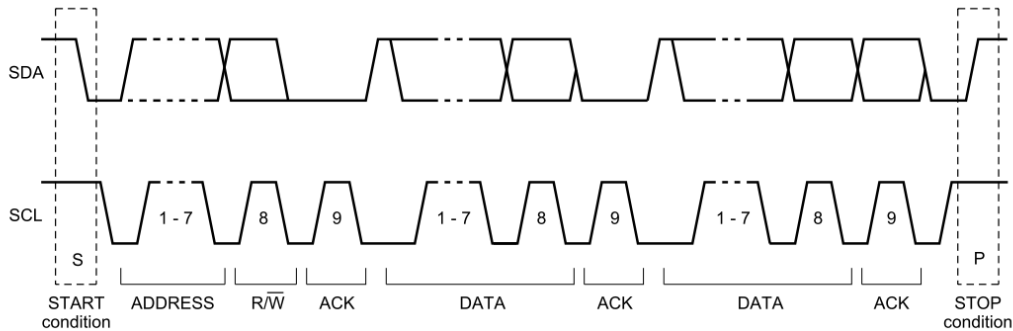 SDA
SCL
1 - 7
8
9
1 - 7
8
9
1 - 7
8
9
S
P
START
condition
ADDRESS
R/W̅
ACK
DATA
ACK
DATA
ACK
STOP
condition